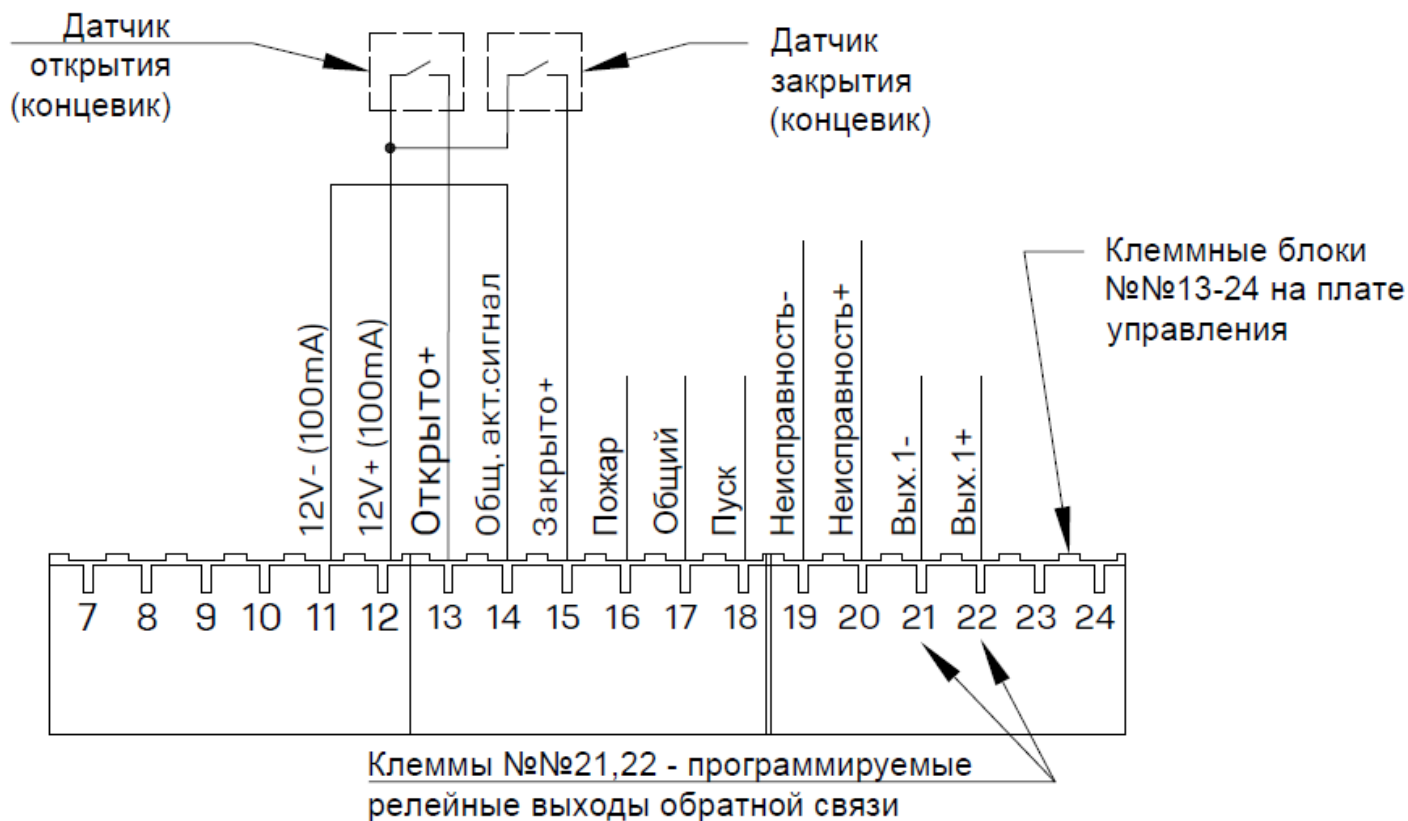 Датчик
открытия
(концевик)
Датчик
закрытия
(концевик)
Клеммные блоки
№№13-24 на плате
управления
12V- (100mA)
12V+ (100mA)
Открыто+
Общ. акт.сигнал
Закрыто+
Пожар
Общий
Пуск
Неисправность-
Неисправность+
Вых.1-
Вых.1+
7 8 9 10 11 12 13 14 15 16 17 18 19 20 21 22 23 24
Клеммы №№21,22 - программируемые
релейные выходы обратной связи